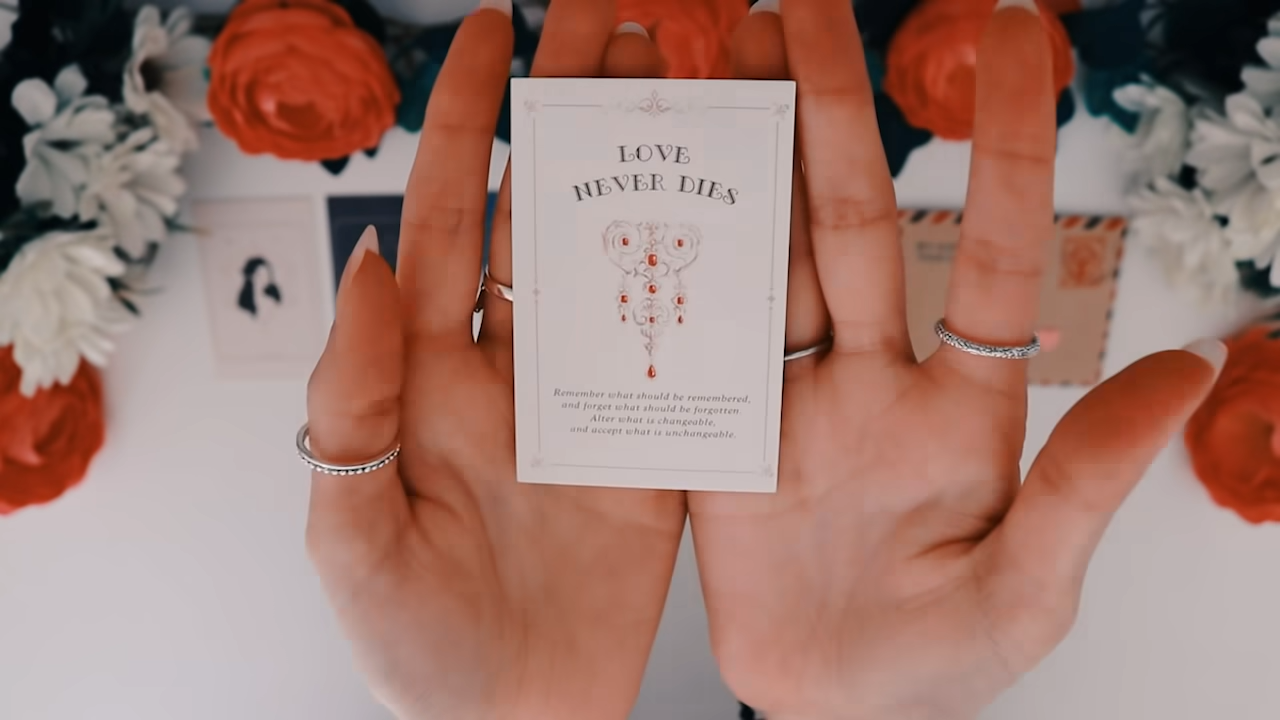 LOVE
NEVER DIES
Remember what should be remembered,
and forget what should be forgotten.
Alter what is changeable,
and accept what is unchangeable.